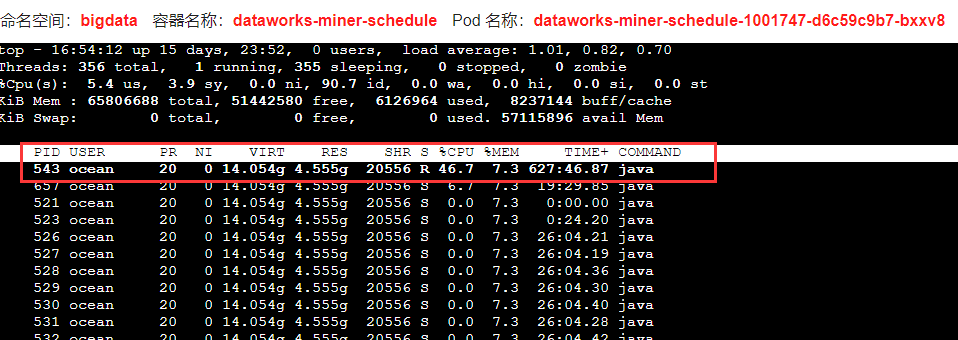 命名空间: bigdata 容器名称: dataworks-miner-schedule Pod 名称: dataworks-miner-schedule-1001747-d6c59c9b7-bxxv8
top - 16:54:12 up 15 days, 23:52, 0 users, load average: 1.01, 0.82, 0.70
Threads: 356 total, 1 running, 355 sleeping, 0 stopped, 0 zombie
%Cpu(s): 5.4 us, 3.9 sy, 0.0 ni, 90.7 id, 0.0 wa, 0.0 hi, 0.0 si, 0.0 st
KiB Mem : 65806688 total, 51442580 free, 6126964 used, 8237144 buff/cache
KiB Swap: 0 total, 0 free, 0 used. 57115896 avail Mem
PID USER PR NI VIRT RES SHR S %CPU %MEM TIME+ COMMAND
543 ocean 20 0 14.054g 4.555g 20556 R 46.7 7.3 627:46.87 java
657 ocean 20 0 14.054g 4.555g 20556 S 6.7 7.3 19:29.85 java
521 ocean 20 0 14.054g 4.555g 20556 S 0.0 7.3 0:00.00 java
523 ocean 20 0 14.054g 4.555g 20556 S 0.0 7.3 0:24.20 java
526 ocean 20 0 14.054g 4.555g 20556 S 0.0 7.3 26:04.21 java
527 ocean 20 0 14.054g 4.555g 20556 S 0.0 7.3 26:04.19 java
528 ocean 20 0 14.054g 4.555g 20556 S 0.0 7.3 26:04.36 java
529 ocean 20 0 14.054g 4.555g 20556 S 0.0 7.3 26:04.30 java
530 ocean 20 0 14.054g 4.555g 20556 S 0.0 7.3 26:04.40 java
531 ocean 20 0 14.054g 4.555g 20556 S 0.0 7.3 26:04.28 java
532 ocean 20 0 14.054g 4.555g 20556 S 0.0 7.3 26:04.42 java